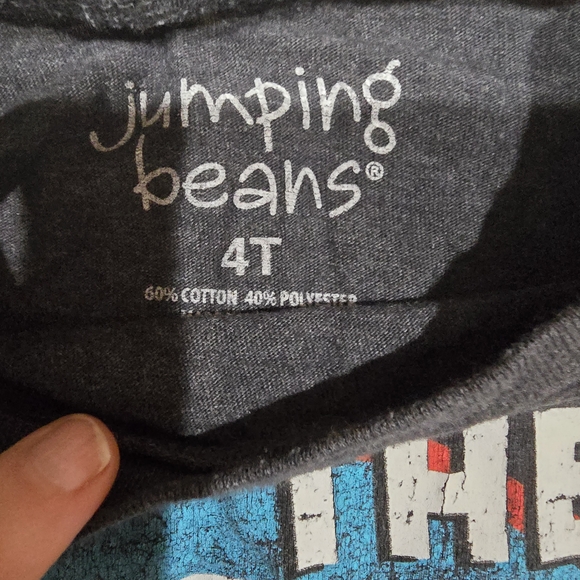 jumping
beans®
4T
60% COTTON 40% POLYESTER
THE